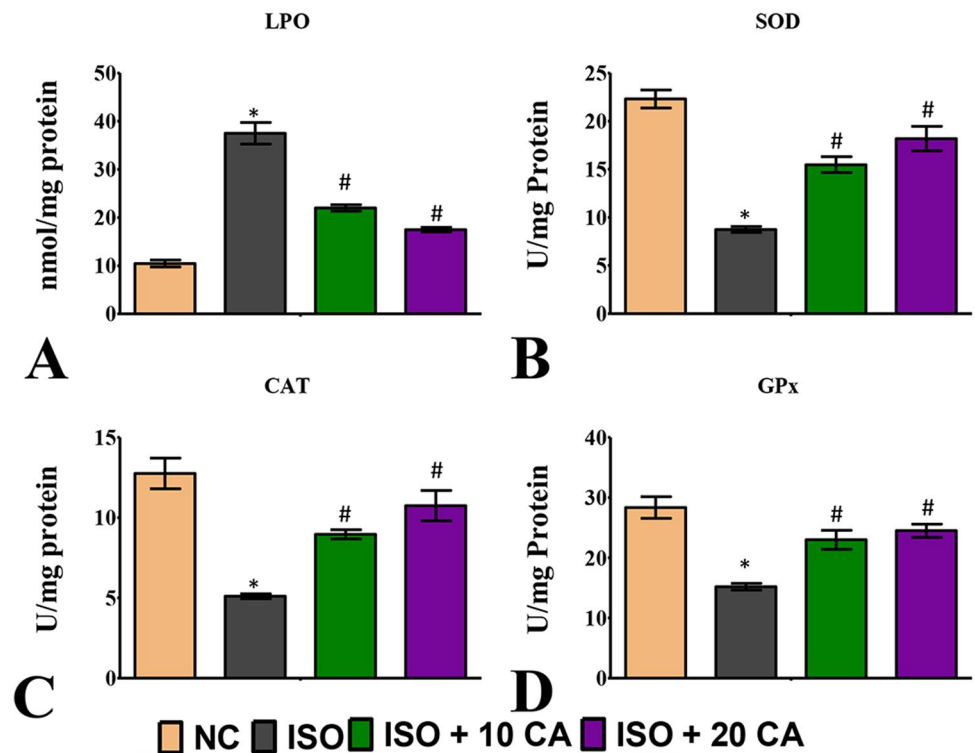 LPO
nmol/mg protein
50
40
30
20
10
0
*
#
#
A
SOD
U/mg Protein
25
20
15
10
5
0
*
#
#
B
CAT
U/mg protein
15
10
5
0
*
#
#
C
GPx
U/mg Protein
40
30
20
10
0
*
#
#
D
NC ISO ISO + 10 CA ISO + 20 CA